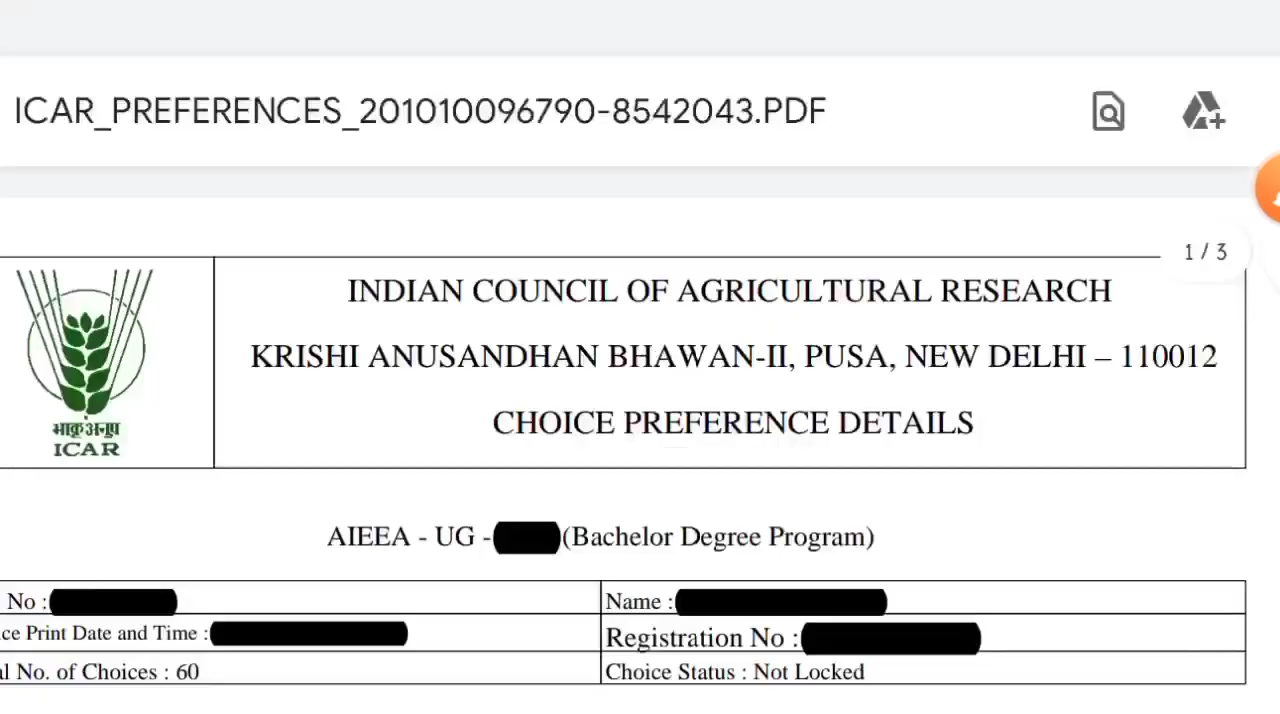 ICAR_PREFERENCES_201010096790-8542043.PDF
1 / 3
INDIAN COUNCIL OF AGRICULTURAL RESEARCH
KRISHI ANUSANDHAN BHAWAN-II, PUSA, NEW DELHI – 110012
CHOICE PREFERENCE DETAILS
भाकृअनुप
ICAR
AIEEA - UG - (Bachelor Degree Program)
No :
Name :
ce Print Date and Time :
Registration No :
l No. of Choices : 60
Choice Status : Not Locked